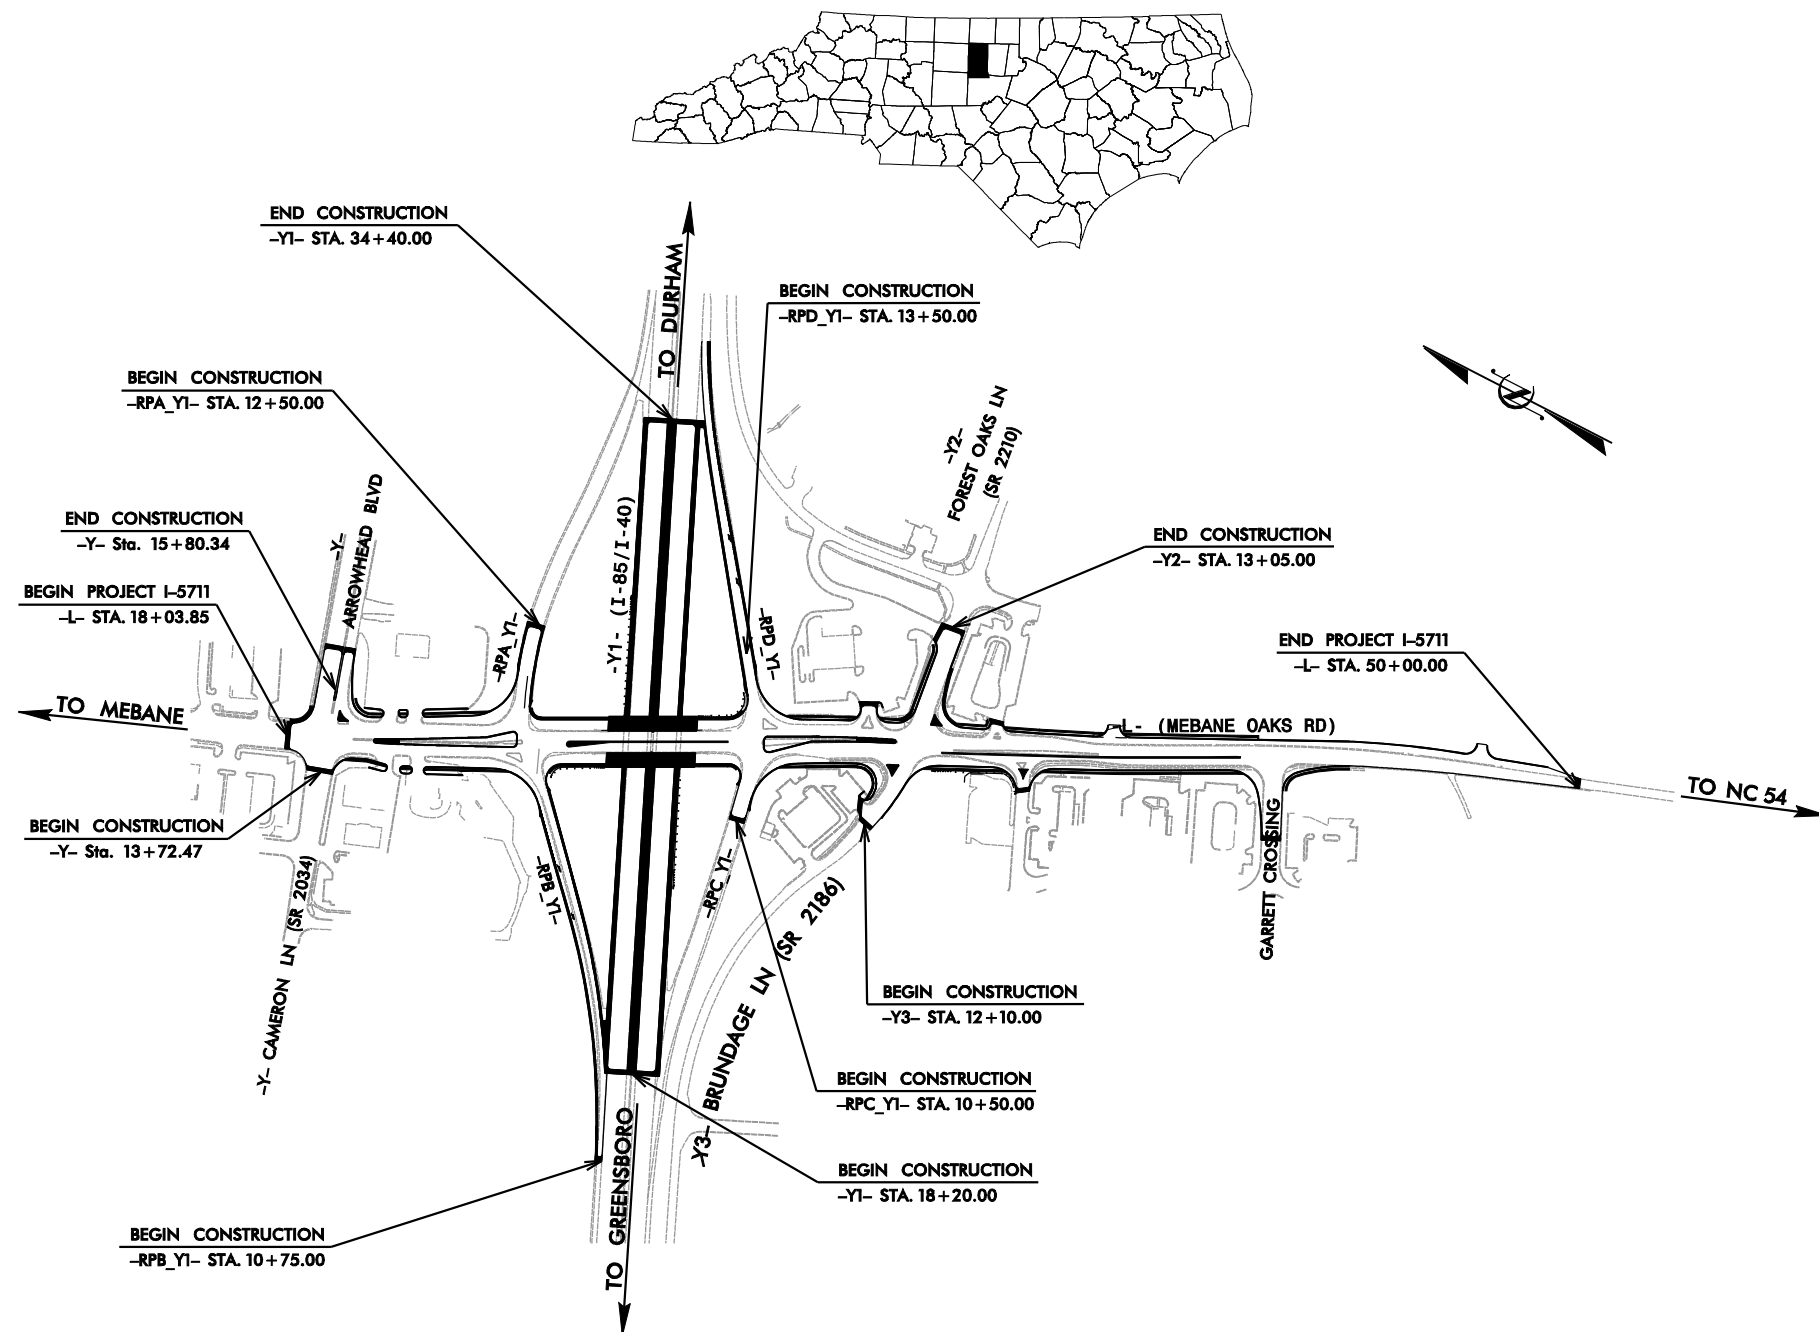 END CONSTRUCTION
-Y1- STA. 34+40.00
TO DURHAM
BEGIN CONSTRUCTION
-RPD_Y1- STA. 13+50.00
BEGIN CONSTRUCTION
-RPA_Y1- STA. 12+50.00
N
-Y2-
FOREST OAKS LN
(SR 2210)
END CONSTRUCTION
-Y- Sta. 15+80.34
-Y-
ARROWHEAD BLVD
-Y1- (I-85/I-40)
END CONSTRUCTION
-Y2- STA. 13+05.00
BEGIN PROJECT I-5711
-L- STA. 18+03.85
-RPA_Y1-
-RPD_Y1-
END PROJECT I-5711
-L- STA. 50+00.00
TO MEBANE
-L- (MEBANE OAKS RD)
TO NC 54
BEGIN CONSTRUCTION
-Y- Sta. 13+72.47
-RPB_Y1-
-RPC_Y1-
GARRETT CROSSING
-Y- CAMERON LN (SR 2034)
-Y3- BRUNDAGE LN (SR 2186)
BEGIN CONSTRUCTION
-Y3- STA. 12+10.00
BEGIN CONSTRUCTION
-RPC_Y1- STA. 10+50.00
TO GREENSBORO
BEGIN CONSTRUCTION
-Y1- STA. 18+20.00
BEGIN CONSTRUCTION
-RPB_Y1- STA. 10+75.00